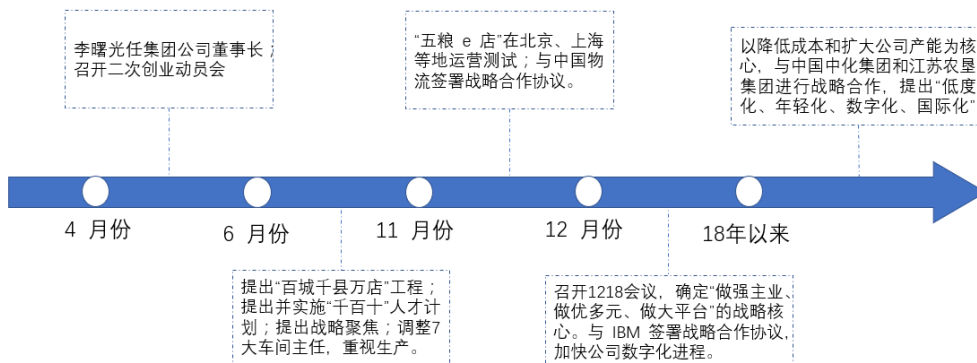 李曙光任集团公司董事长；
召开二次创业动员会
“五粮 e 店”在北京、上海
等地运营测试；与中国物
流签署战略合作协议。
以降低成本和扩大公司产能为核
心，与中国中化集团和江苏农垦
集团进行战略合作，提出“低度
化、年轻化、数字化、国际化”
4 月份
6 月份
11 月份
12 月份
18年以来
提出“百城千县万店”工程；
提出并实施“千百十”人才计
划；提出战略聚焦；调整7
大车间主任，重视生产。
召开1218会议，确定“做强主业、
做优多元、做大平台”的战略核
心。与 IBM 签署战略合作协议，
加快公司数字化进程。